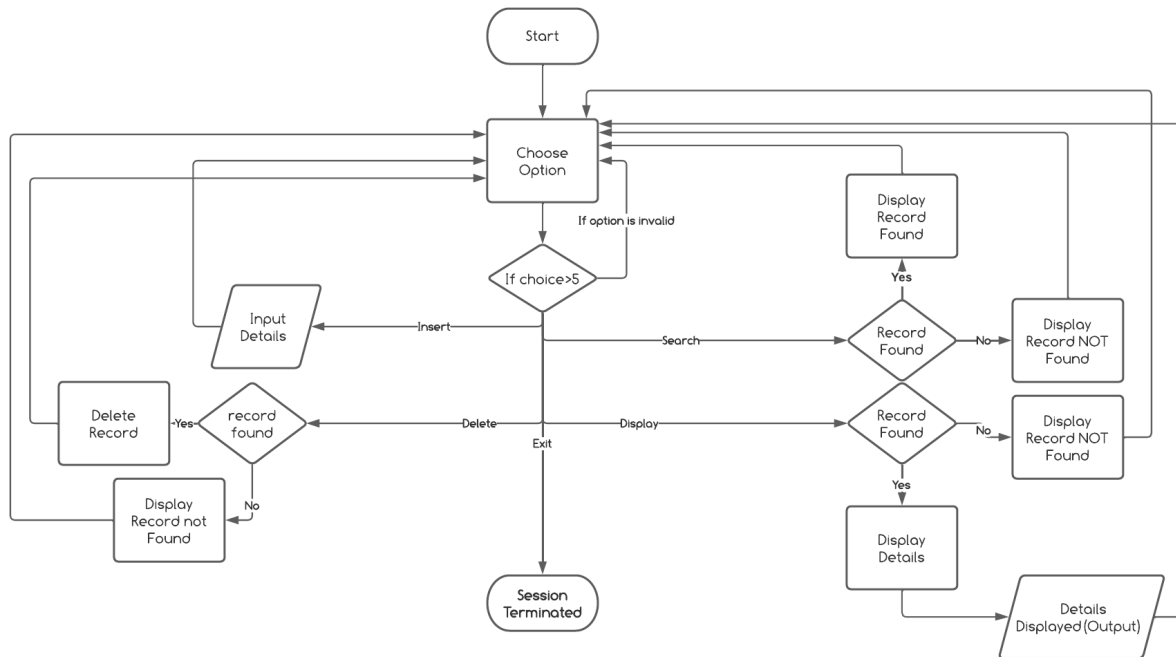 Start
Choose
Option
If option is invalid
If choice>5
Display
Record
Found
Yes
Input
Details
Insert
Search
Record
Found
No
Display
Record NOT
Found
Delete
Record
Yes
record
found
Delete
Display
Record
Found
No
Display
Record NOT
Found
Exit
Yes
No
Display
Record not
Found
Display
Details
Session
Terminated
Details
Displayed(Output)